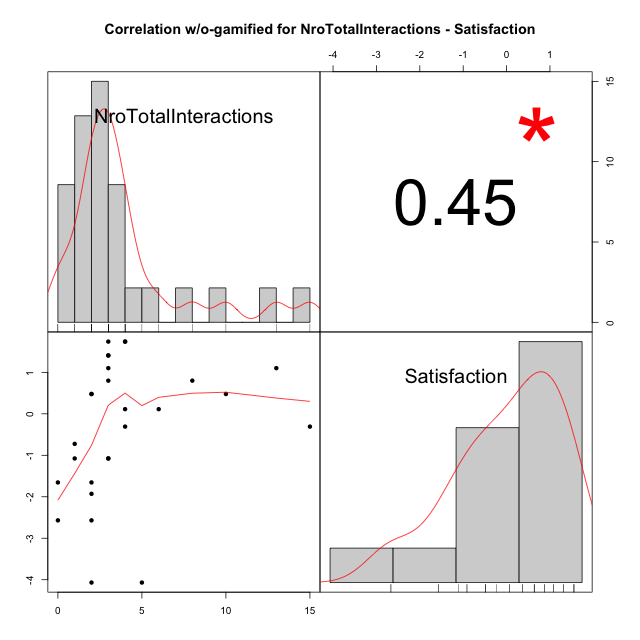 Correlation w/o-gamified for NroTotalInteractions - Satisfaction
-4 -3 -2 -1 0 1
NroTotalInteractions
*
0.45
15
10
5
0
Satisfaction
1
0
-1
-2
-3
-4
0 5 10 15